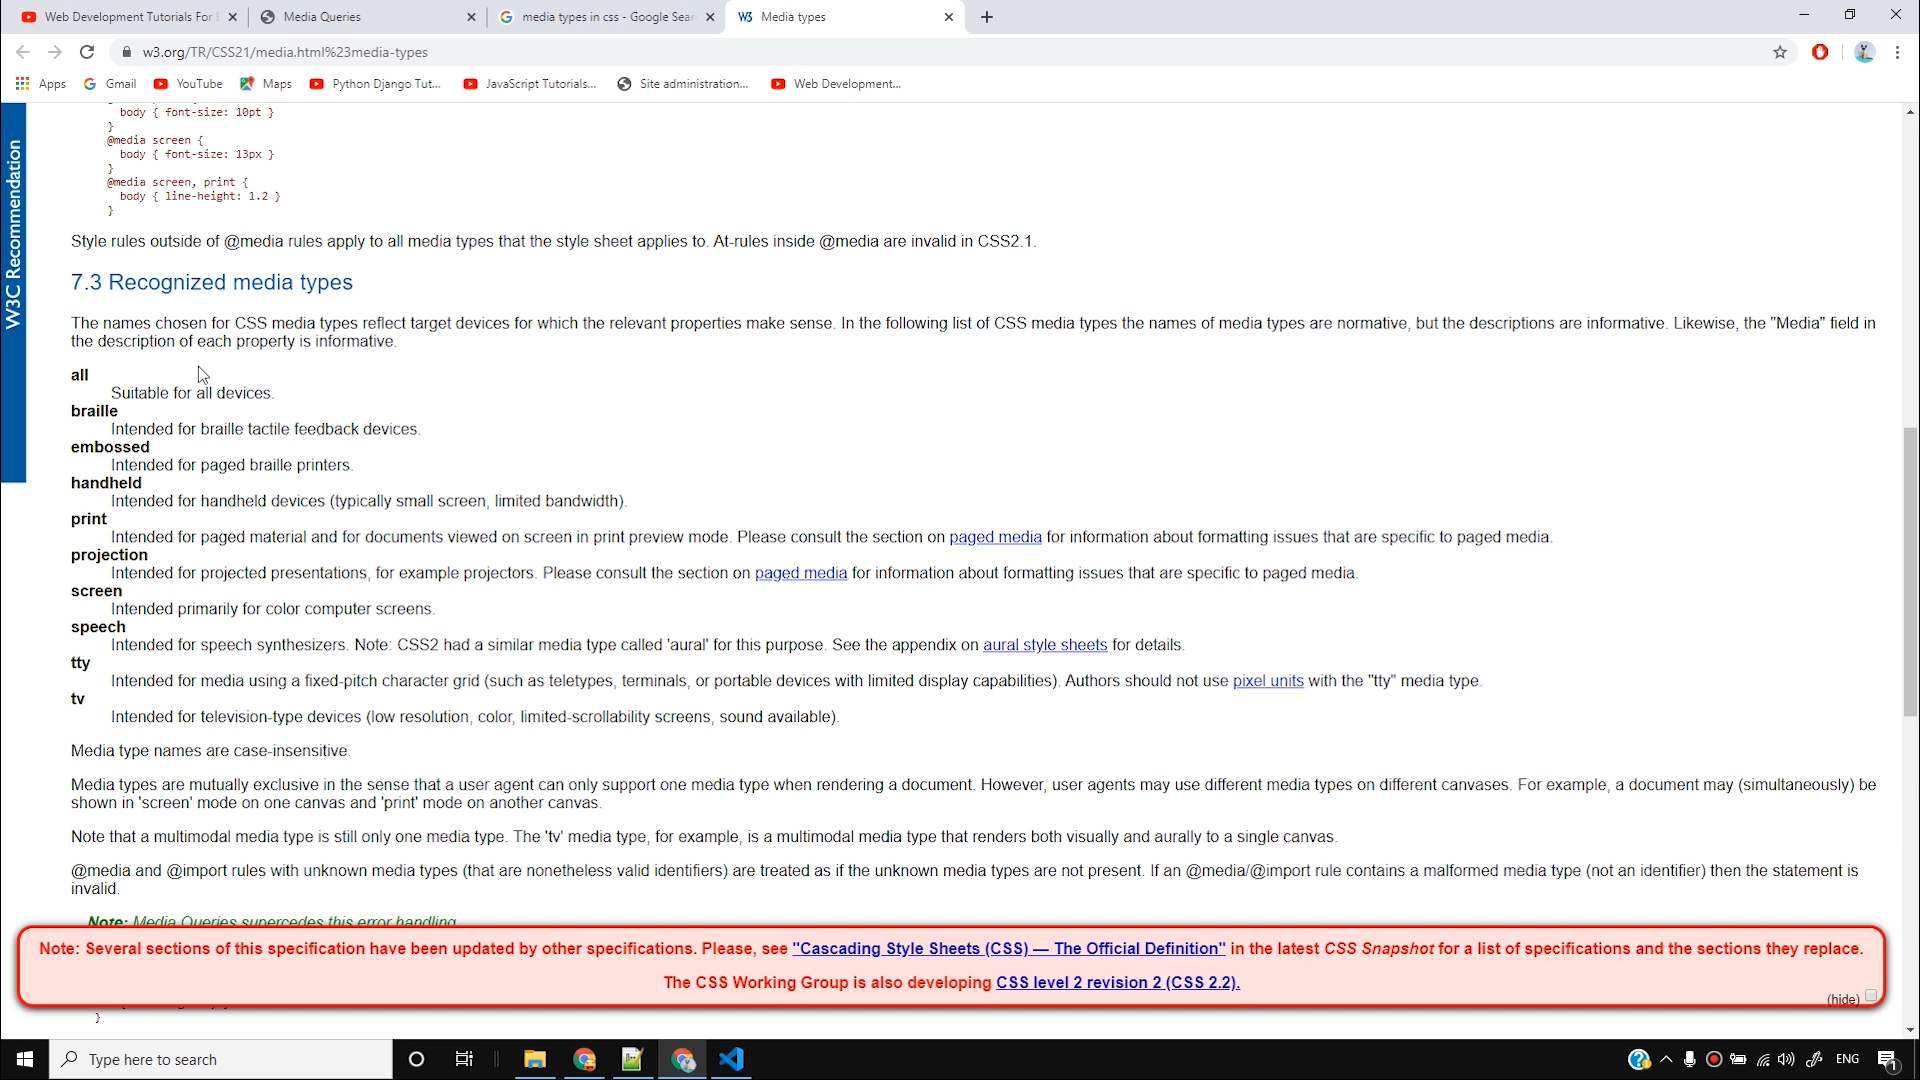 Web Development Tutorials For
Media Queries
media types in css - Google Sear
W3 Media types
w3.org/TR/CSS21/media.html%23media-types
Apps
Gmail
YouTube
Maps
Python Django Tut...
JavaScript Tutorials...
Site administration...
Web Development...
W3C Recommendation
body { font-size: 10pt }
}
@media screen {
body { font-size: 13px }
}
@media screen, print {
body { line-height: 1.2 }
}
Style rules outside of @media rules apply to all media types that the style sheet applies to. At-rules inside @media are invalid in CSS2.1.
7.3 Recognized media types
The names chosen for CSS media types reflect target devices for which the relevant properties make sense. In the following list of CSS media types the names of media types are normative, but the descriptions are informative. Likewise, the "Media" field in
the description of each property is informative.
all
Suitable for all devices.
braille
Intended for braille tactile feedback devices.
embossed
Intended for paged braille printers.
handheld
Intended for handheld devices (typically small screen, limited bandwidth).
print
Intended for paged material and for documents viewed on screen in print preview mode. Please consult the section on paged media for information about formatting issues that are specific to paged media.
projection
Intended for projected presentations, for example projectors. Please consult the section on paged media for information about formatting issues that are specific to paged media.
screen
Intended primarily for color computer screens.
speech
Intended for speech synthesizers. Note: CSS2 had a similar media type called 'aural' for this purpose. See the appendix on aural style sheets for details.
tty
Intended for media using a fixed-pitch character grid (such as teletypes, terminals, or portable devices with limited display capabilities). Authors should not use pixel units with the "tty" media type.
tv
Intended for television-type devices (low resolution, color, limited-scrollability screens, sound available).
Media type names are case-insensitive.
Media types are mutually exclusive in the sense that a user agent can only support one media type when rendering a document. However, user agents may use different media types on different canvases. For example, a document may (simultaneously) be
shown in 'screen' mode on one canvas and 'print' mode on another canvas.
Note that a multimodal media type is still only one media type. The 'tv' media type, for example, is a multimodal media type that renders both visually and aurally to a single canvas.
@media and @import rules with unknown media types (that are nonetheless valid identifiers) are treated as if the unknown media types are not present. If an @media/@import rule contains a malformed media type (not an identifier) then the statement is
invalid.
Note: Media Queries supercedes this error handling
Note: Several sections of this specification have been updated by other specifications. Please, see "Cascading Style Sheets (CSS) — The Official Definition" in the latest CSS Snapshot for a list of specifications and the sections they replace.
The CSS Working Group is also developing CSS level 2 revision 2 (CSS 2.2).
(hide)
}
Type here to search
ENG
1